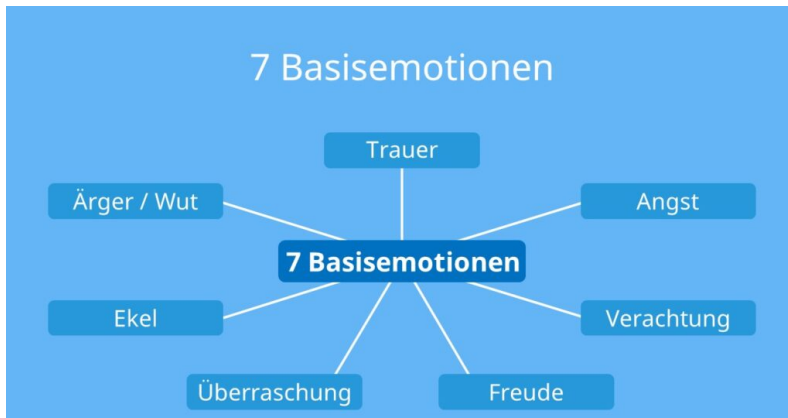 7 Basisemotionen
Trauer
Ärger / Wut
Angst
7 Basisemotionen
Ekel
Verachtung
Überraschung
Freude